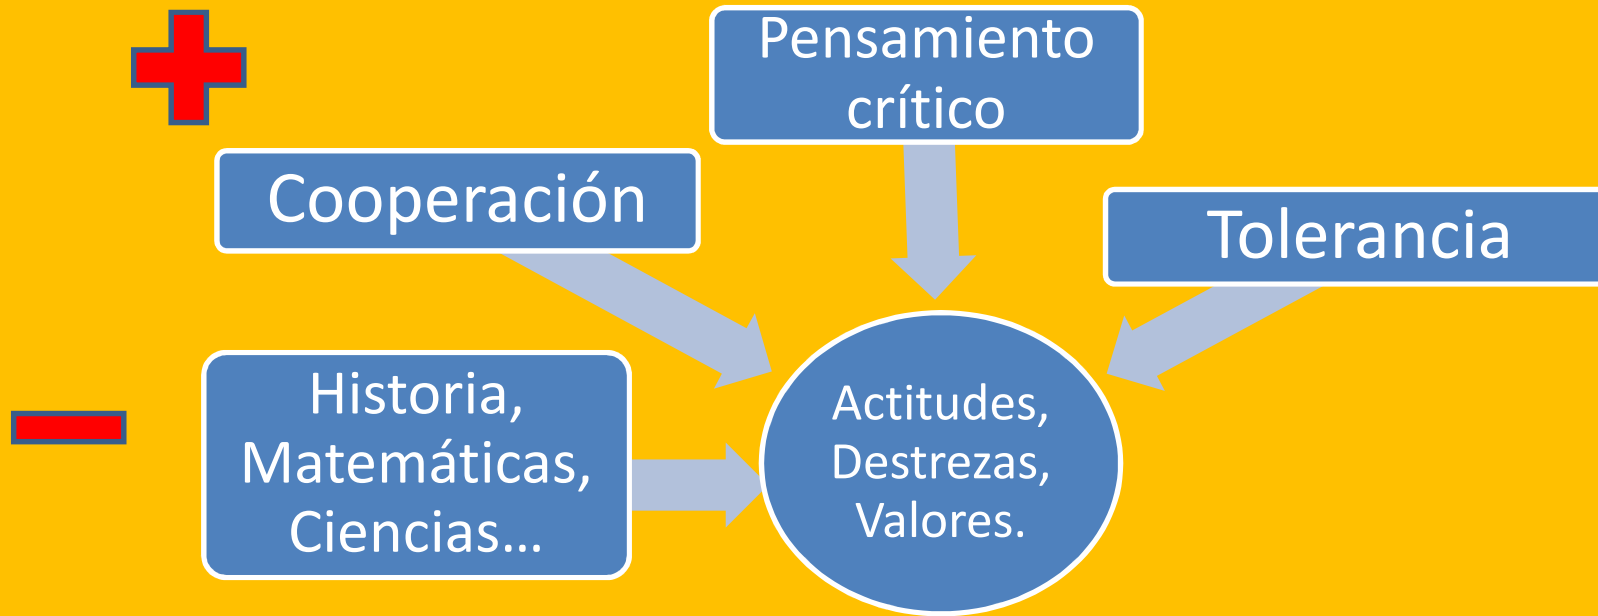 Pensamiento
crítico
Cooperación
Tolerancia
Historia,
Matemáticas,
Ciencias...
Actitudes,
Destrezas,
Valores.